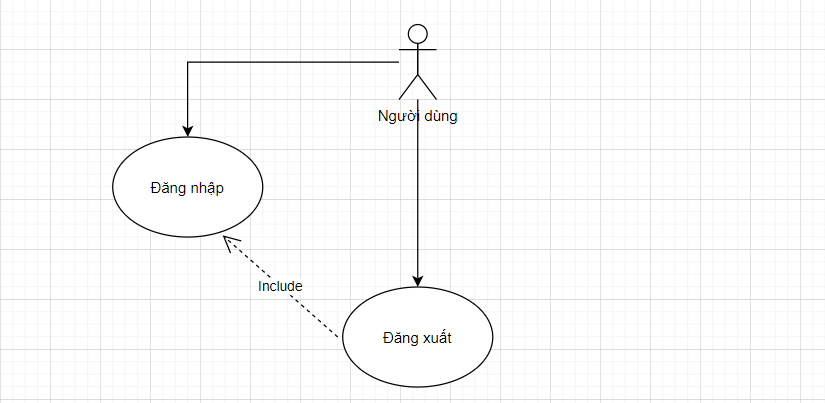 Người dùng
Đăng nhập
Include
Đăng xuất